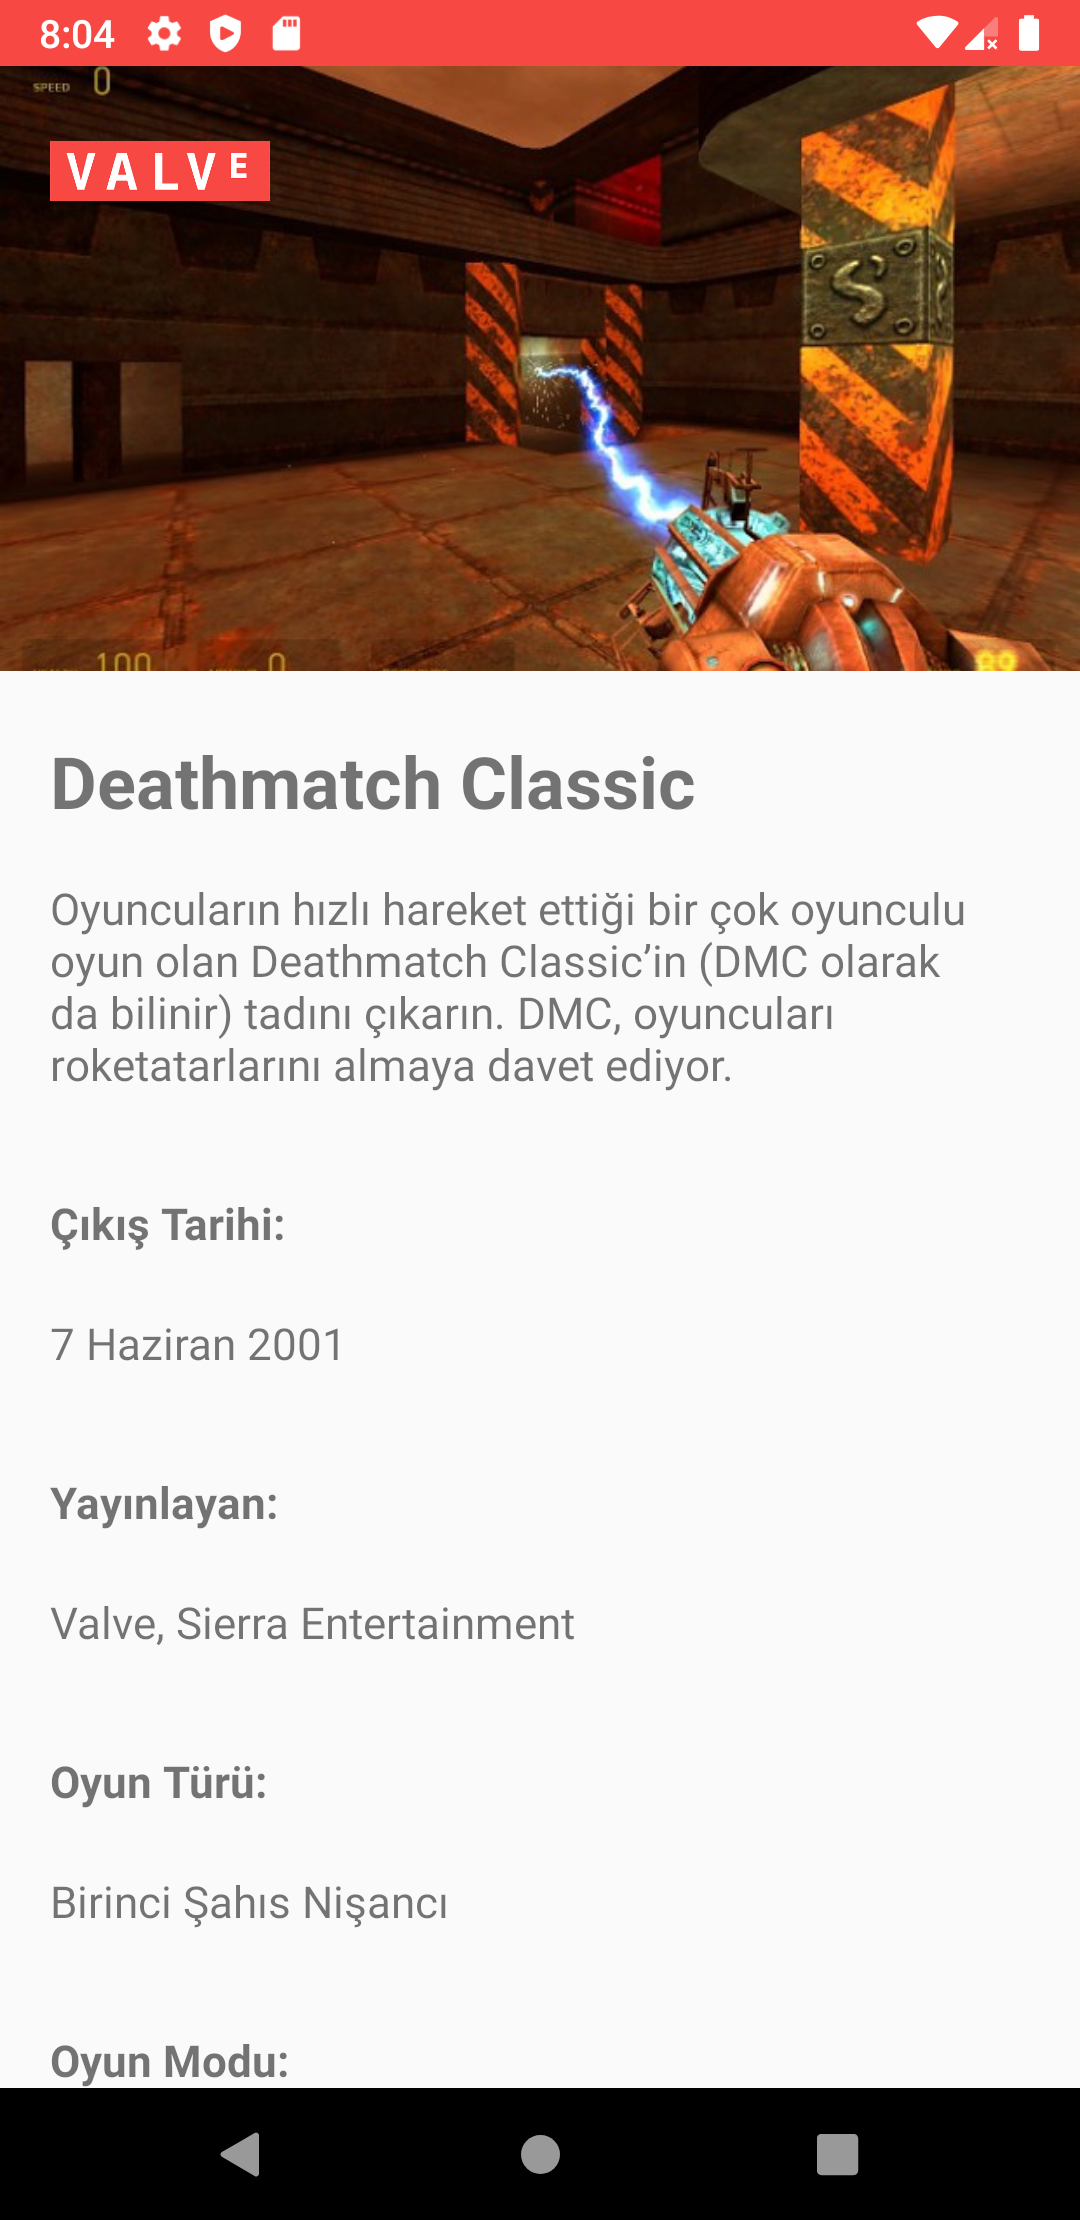 8:04
SPEED 0
VALVE
100 0 89
Deathmatch Classic
Oyuncuların hızlı hareket ettiği bir çok oyunculu
oyun olan Deathmatch Classic’in (DMC olarak
da bilinir) tadını çıkarın. DMC, oyuncuları
roketatarlarını almaya davet ediyor.
Çıkış Tarihi:
7 Haziran 2001
Yayınlayan:
Valve, Sierra Entertainment
Oyun Türü:
Birinci Şahıs Nişancı
Oyun Modu: